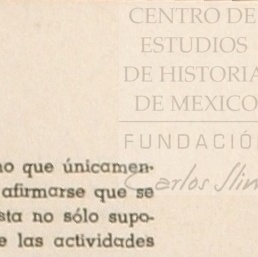 CENTRO DE
ESTUDIOS
DE HISTORIA
DE MEXICO
FUNDACIÓN
Carlos Slim
no que únicamen-
afirmarse que se
sta no sólo supo-
e las actividades